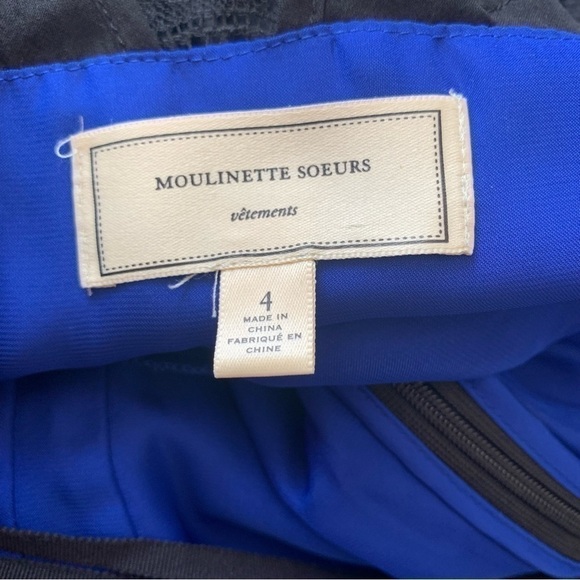 MOULINETTE SOEURS
vêtements
4
MADE IN
CHINA
FABRIQUÉ EN
CHINE